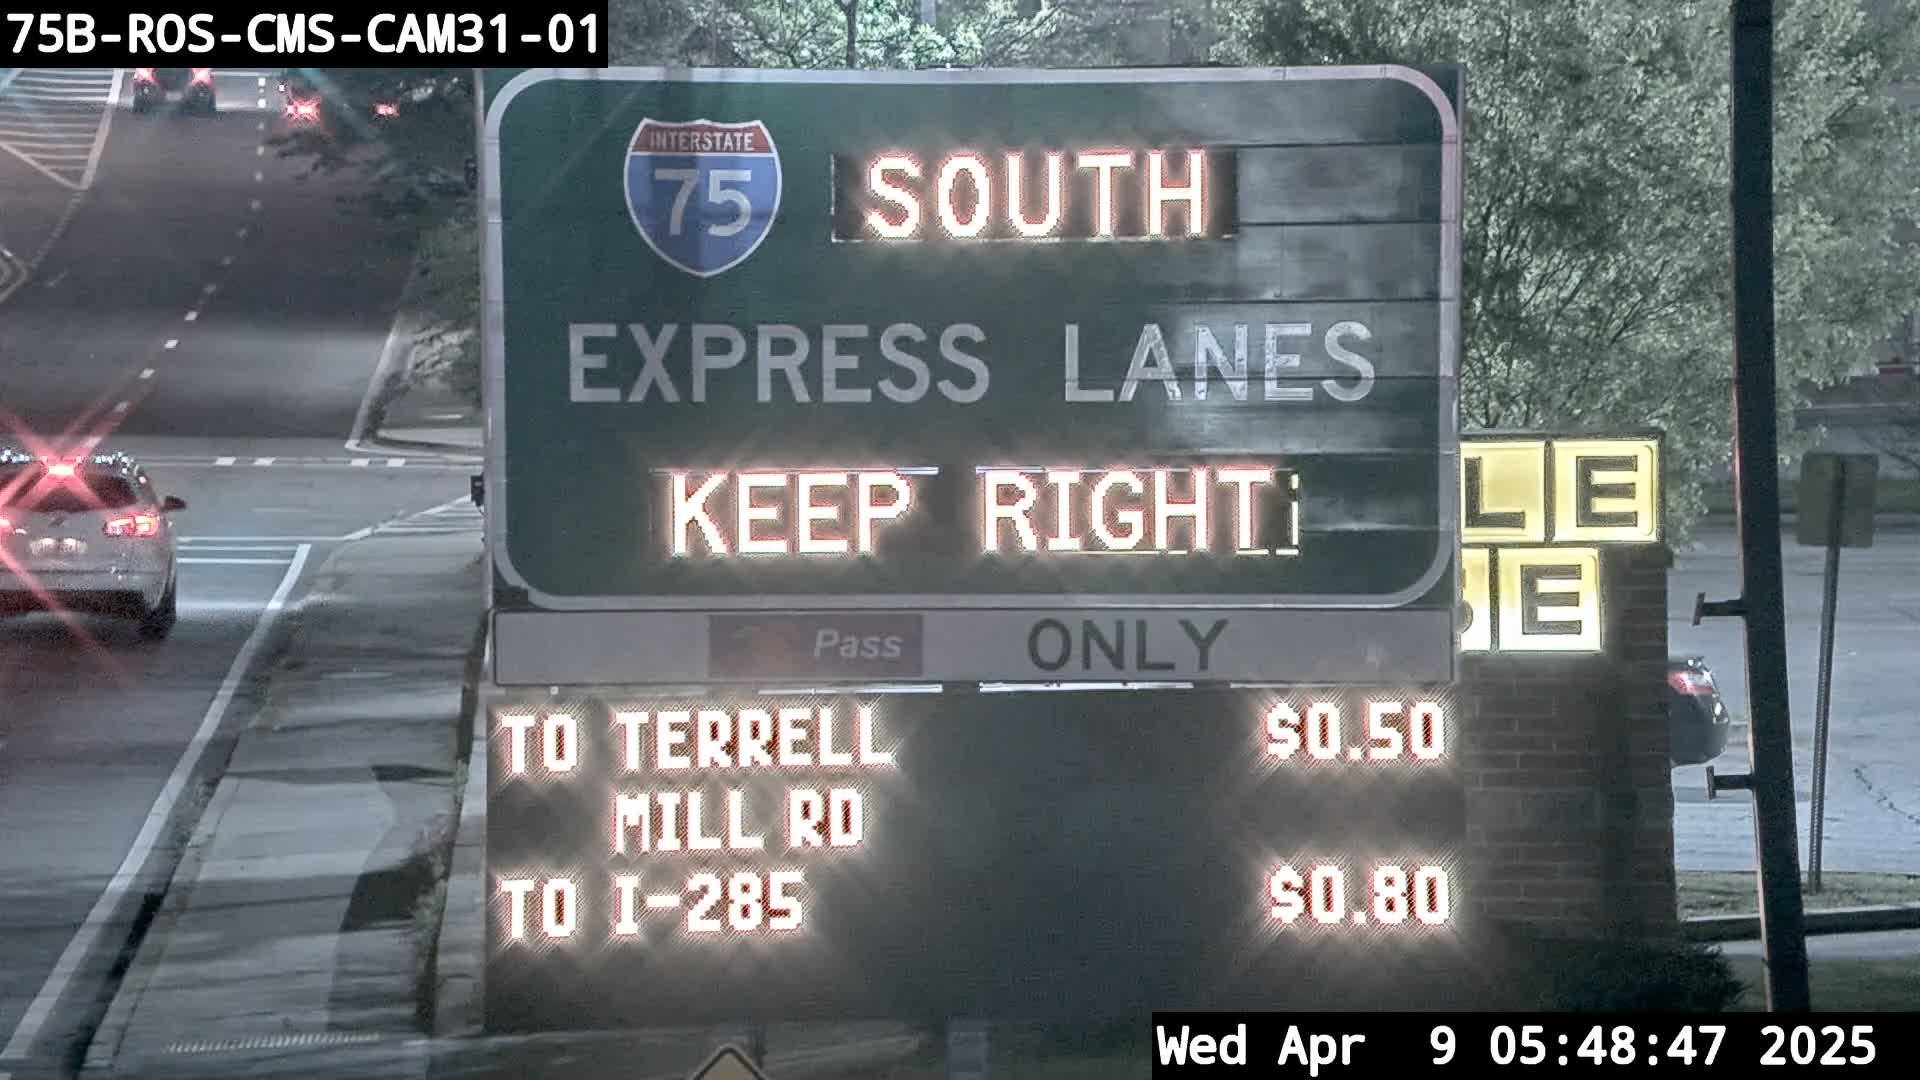 75B-ROS-CMS-CAM31-01
INTERSTATE
75
SOUTH
EXPRESS LANES
KEEP RIGHT
Pass ONLY
LE
E
TO TERRELL $0.50
MILL RD
TO I-285 $0.80
Wed Apr 9 05:48:47 2025